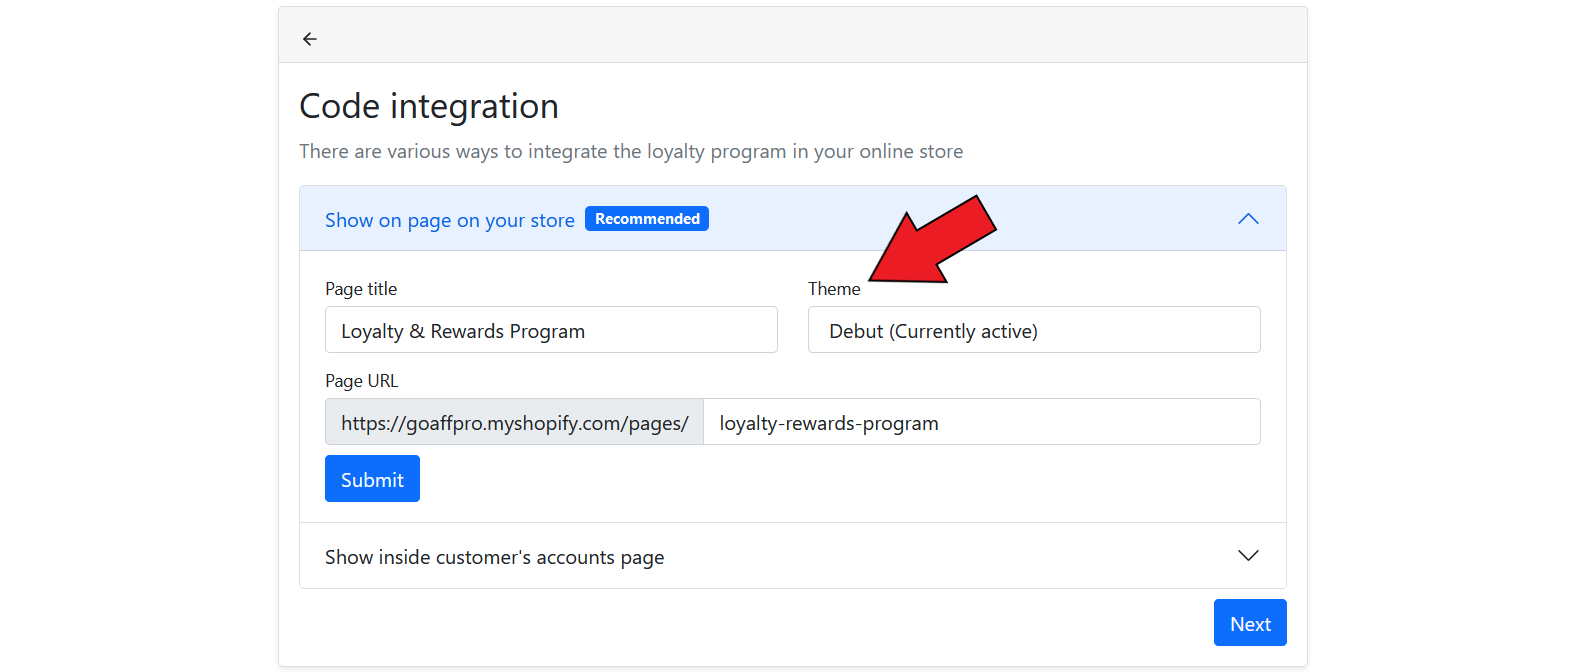 Code integration
There are various ways to integrate the loyalty program in your online store
Show on page on your store Recommended
Page title
Theme
Loyalty & Rewards Program
Debut (Currently active)
Page URL
https://goaffpro.myshopify.com/pages/ loyalty-rewards-program
Submit
Show inside customer's accounts page
Next